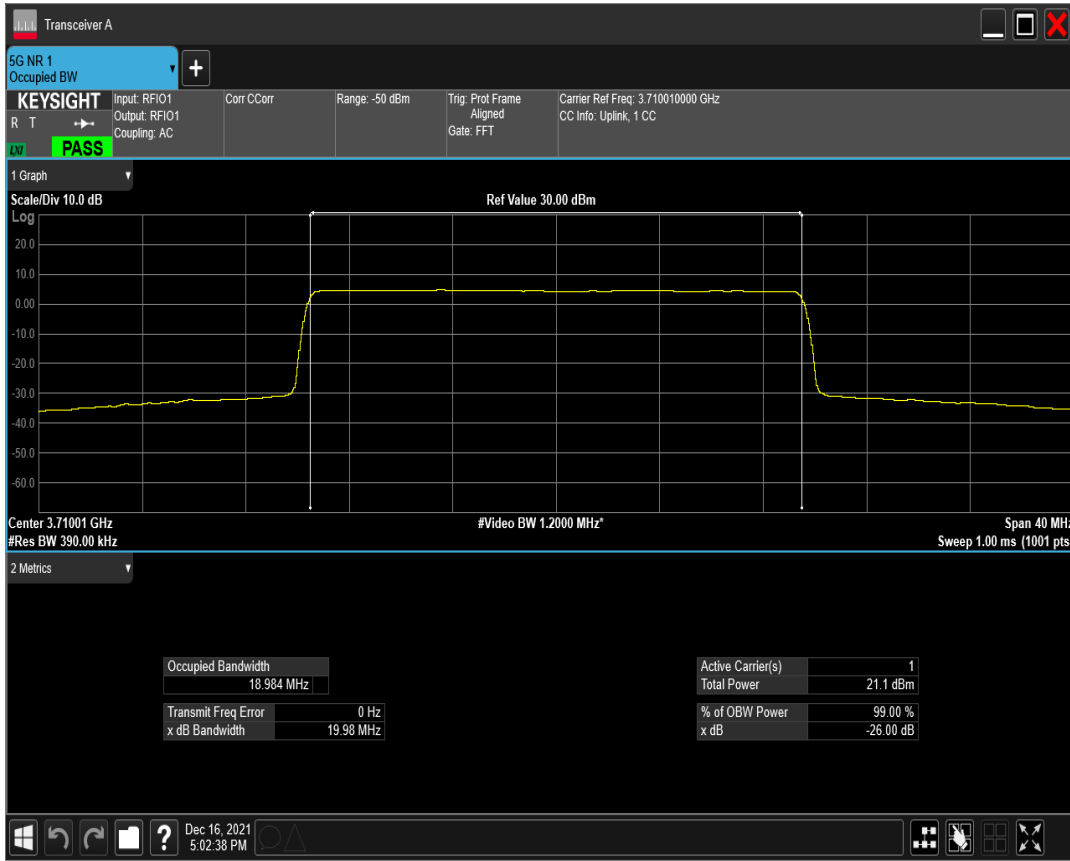 Transceiver A
5G NR 1
Occupied BW
KEYSIGHT
R T
LXI
PASS
Input: RFIO1
Output: RFIO1
Coupling: AC
Corr CCorr
Range: -50 dBm
Trig: Prot Frame
Aligned
Gate: FFT
Carrier Ref Freq: 3.710010000 GHz
CC Info: Uplink, 1 CC
1 Graph
Scale/Div 10.0 dB
Ref Value 30.00 dBm
Log
20.0
10.0
0.00
-10.0
-20.0
-30.0
-40.0
-50.0
-60.0
Center 3.71001 GHz
#Video BW 1.2000 MHz*
Span 40 MHz
#Res BW 390.00 kHz
Sweep 1.00 ms (1001 pts
2 Metrics
Occupied Bandwidth
18.984 MHz
Transmit Freq Error 0 Hz
x dB Bandwidth 19.98 MHz
Active Carrier(s) 1
Total Power 21.1 dBm
% of OBW Power 99.00 %
x dB -26.00 dB
?
Dec 16, 2021
5:02:38 PM